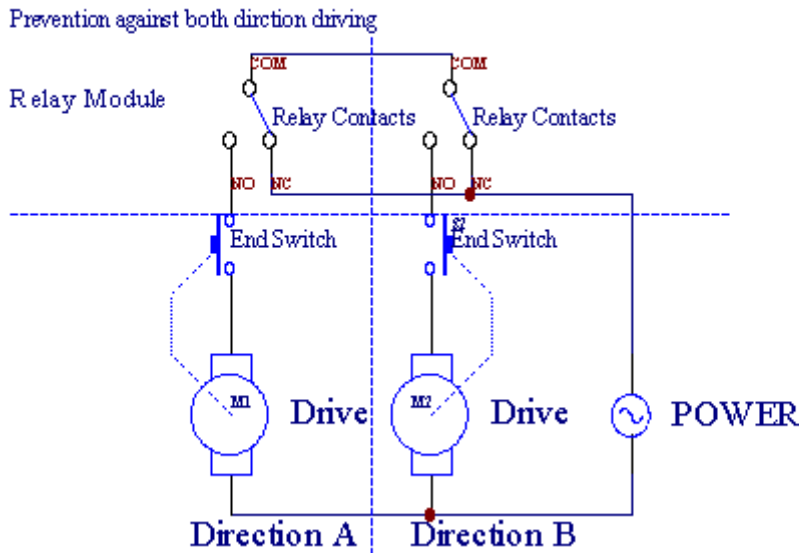 Prevention against both dirction driving
COM
COM
Relay Module
Relay Contacts
Relay Contacts
NO
NC
NO
NC
End Switch
S2
End Switch
M1
Drive
M2
Drive
POWER
Direction A
Direction B